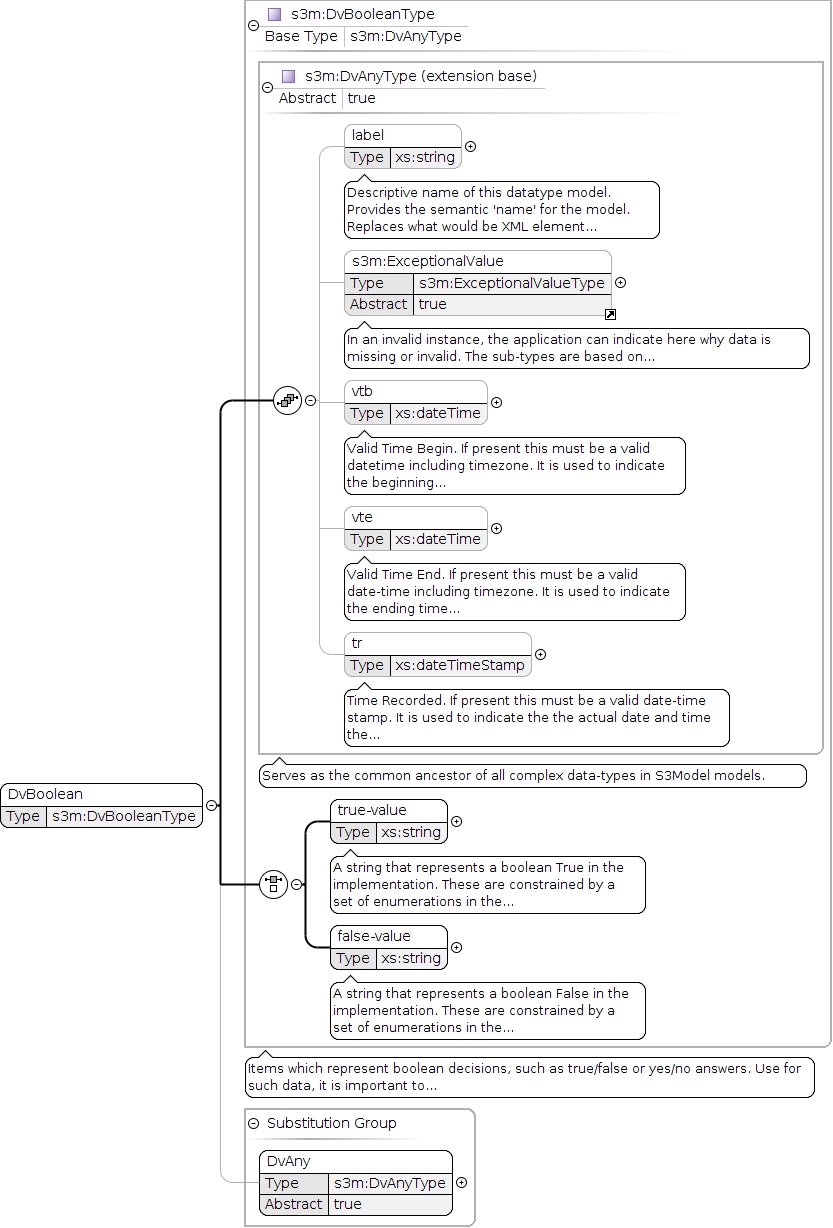 s3m:DvBooleanType
Base Type s3m:DvAnyType
s3m:DvAnyType (extension base)
Abstract true
label
Type xs:string
Descriptive name of this datatype model.
Provides the semantic 'name' for the model.
Replaces what would be XML element...
s3m:ExceptionalValue
Type s3m:ExceptionalValueType
Abstract true
In an invalid instance, the application can indicate here why data is
missing or invalid. The sub-types are based on...
vtb
Type xs:dateTime
Valid Time Begin. If present this must be a valid
datetime including timezone. It is used to indicate
the beginning...
vte
Type xs:dateTime
Valid Time End. If present this must be a valid
date-time including timezone. It is used to indicate
the ending time...
tr
Type xs:dateTimeStamp
Time Recorded. If present this must be a valid date-time
stamp. It is used to indicate the the actual date and time
the...
Serves as the common ancestor of all complex data-types in S3Model models.
DvBoolean
Type s3m:DvBooleanType
true-value
Type xs:string
A string that represents a boolean True in the
implementation. These are constrained by a
set of enumerations in the...
false-value
Type xs:string
A string that represents a boolean False in the
implementation. These are constrained by a
set of enumerations in the...
Items which represent boolean decisions, such as true/false or yes/no answers. Use for
such data, it is important to...
Substitution Group
DvAny
Type s3m:DvAnyType
Abstract true